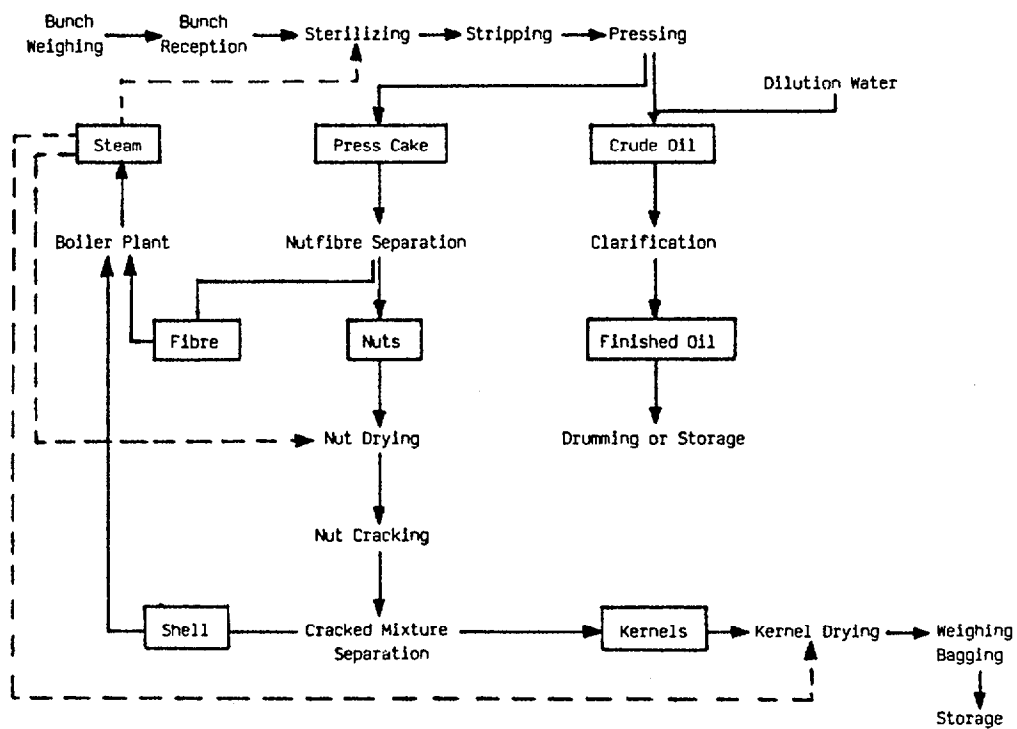 Bunch
Weighing
Bunch
Reception
Sterilizing
Stripping
Pressing
Dilution Water
Steam
Press Cake
Crude Oil
Boiler Plant
Nutfibre Separation
Clarification
Fibre
Nuts
Finished Oil
Nut Drying
Drumming or Storage
Nut Cracking
Shell
Cracked Mixture
Separation
Kernels
Kernel Drying
Weighing
Bagging
Storage